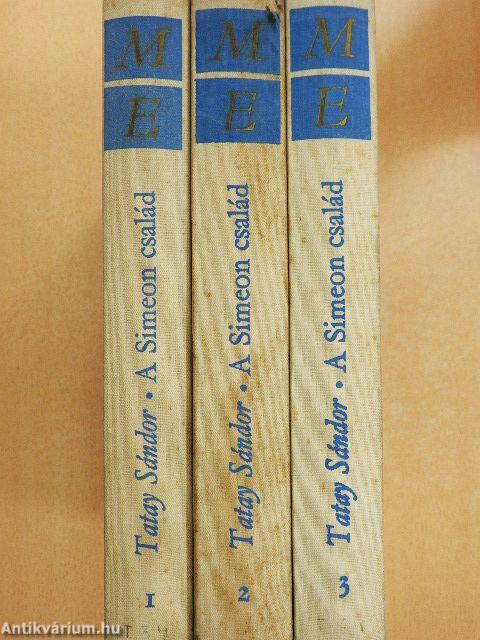 M
E
Tatay Sándor • A Simeon család
1
M
E
Tatay Sándor • A Simeon család
2
M
E
Tatay Sándor • A Simeon család
3
Antikvárium.hu